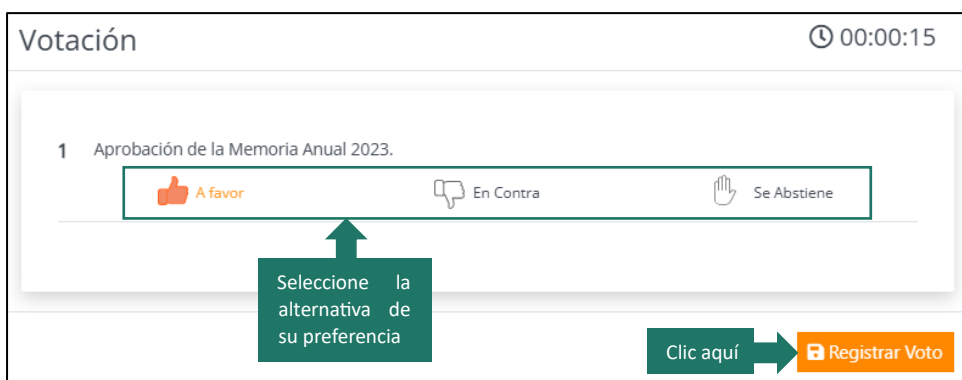 Votación
00:00:15
1 Aprobación de la Memoria Anual 2023.
A favor
En Contra
Se Abstiene
Seleccione la
alternativa de
su preferencia
Clic aquí
Registrar Voto